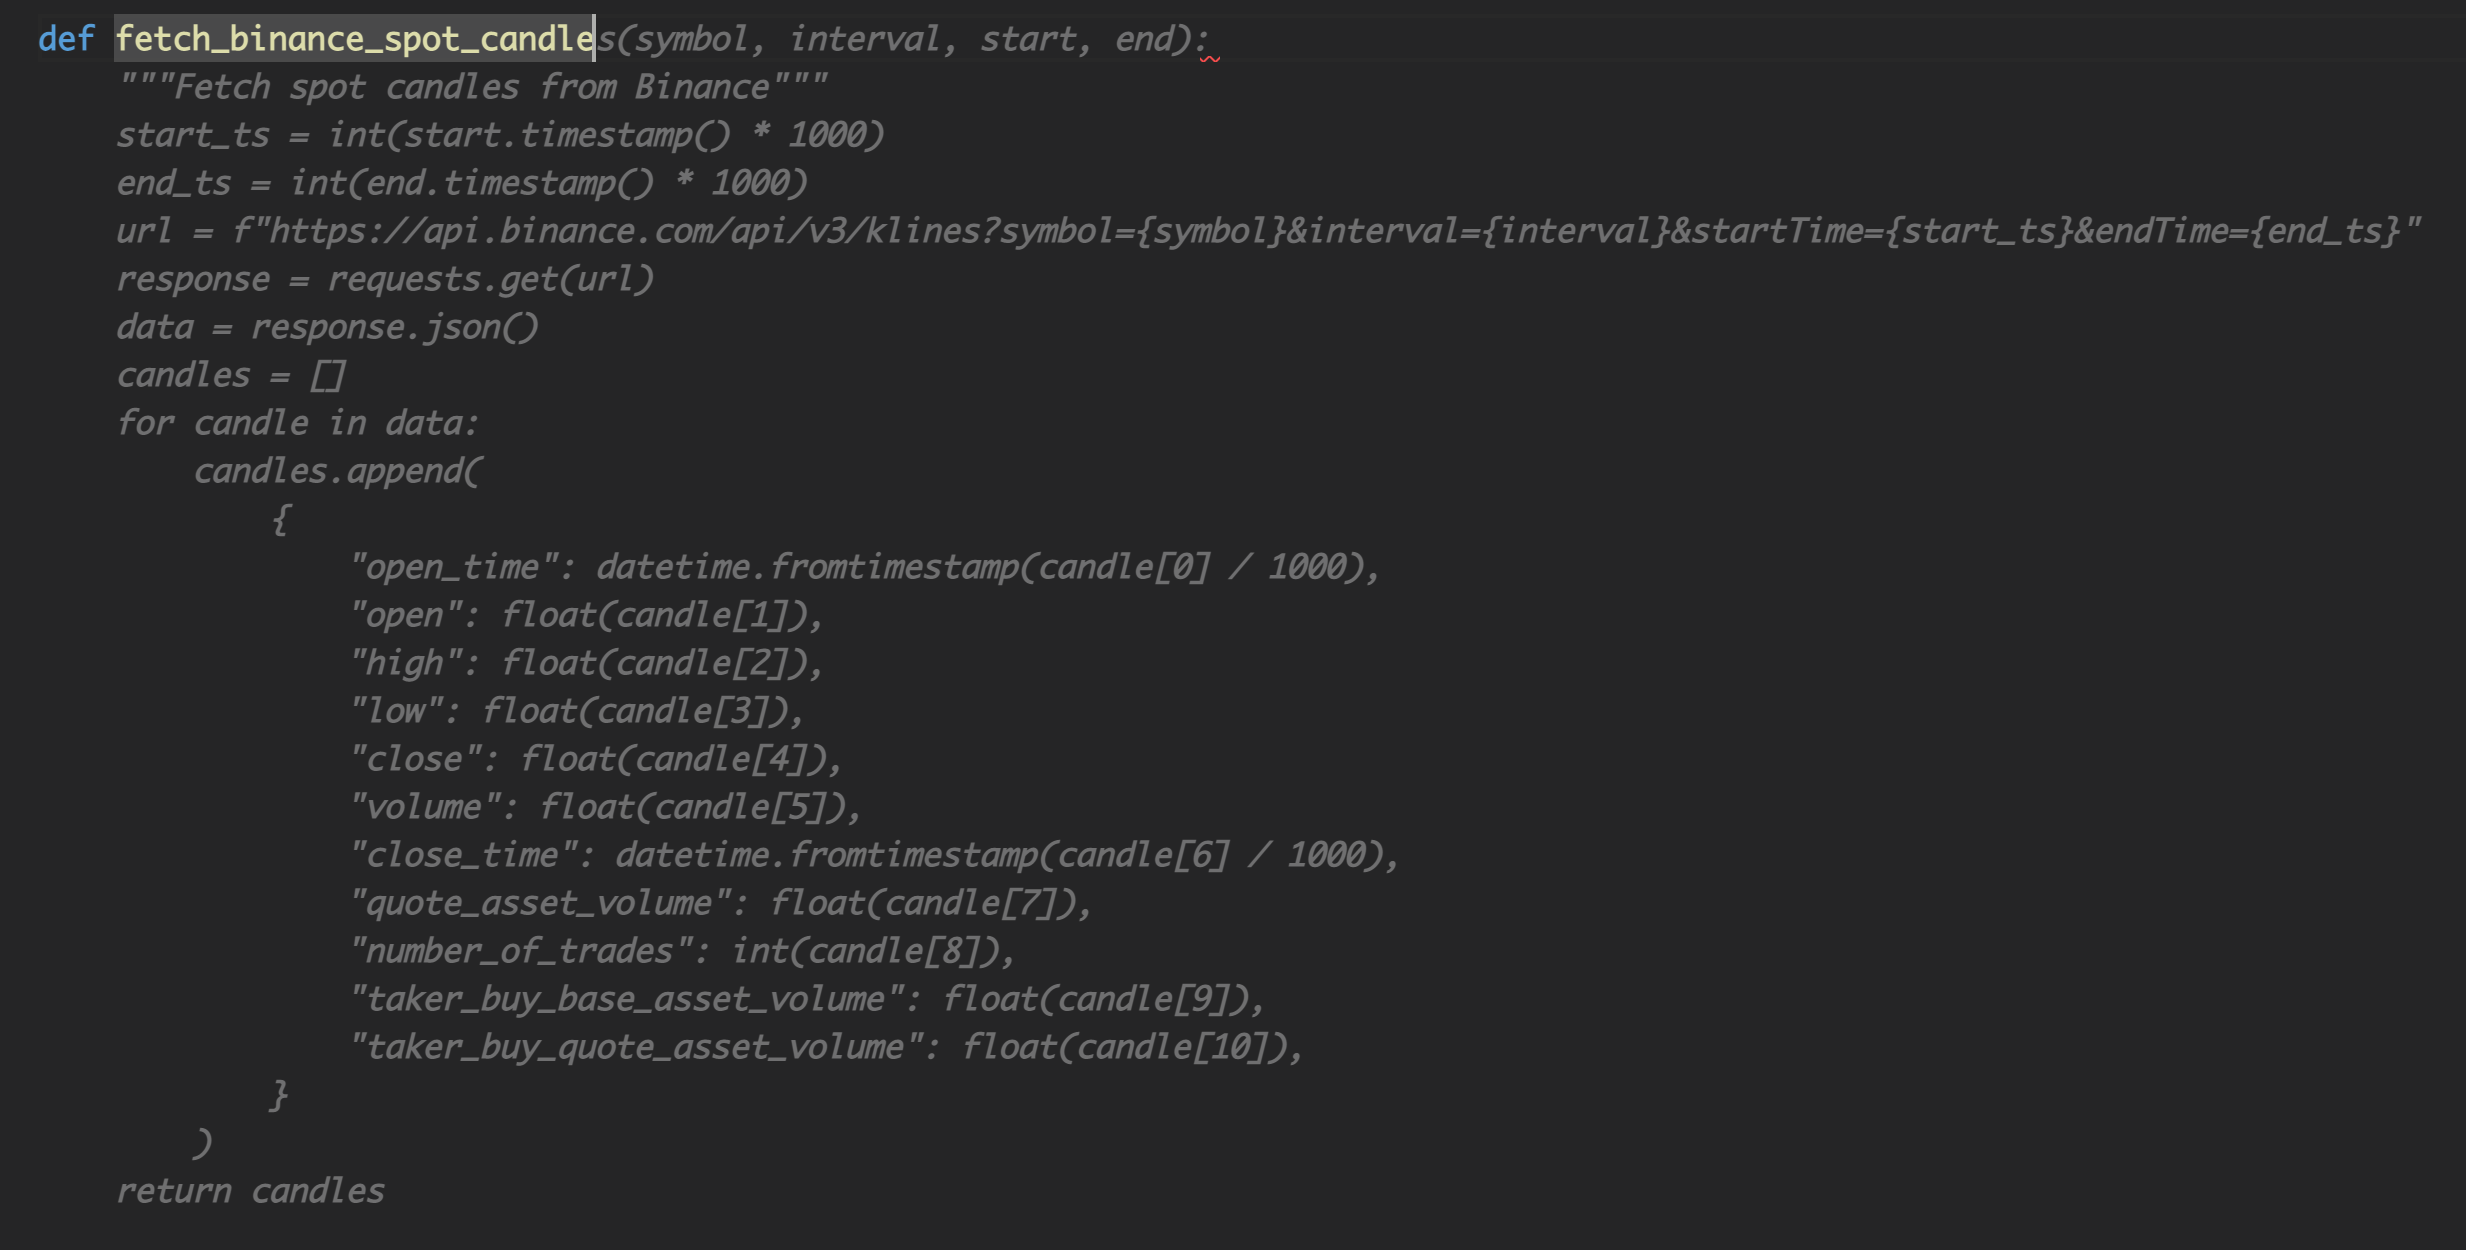 def fetch_binance_spot_candles(symbol, interval, start, end):
"""Fetch spot candles from Binance"""
start_ts = int(start.timestamp() * 1000)
end_ts = int(end.timestamp() * 1000)
url = f"https://api.binance.com/api/v3/klines?symbol={symbol}&interval={interval}&startTime={start_ts}&endTime={end_ts}"
response = requests.get(url)
data = response.json()
candles = []
for candle in data:
candles.append(
{
"open_time": datetime.fromtimestamp(candle[0] / 1000),
"open": float(candle[1]),
"high": float(candle[2]),
"low": float(candle[3]),
"close": float(candle[4]),
"volume": float(candle[5]),
"close_time": datetime.fromtimestamp(candle[6] / 1000),
"quote_asset_volume": float(candle[7]),
"number_of_trades": int(candle[8]),
"taker_buy_base_asset_volume": float(candle[9]),
"taker_buy_quote_asset_volume": float(candle[10]),
}
)
return candles